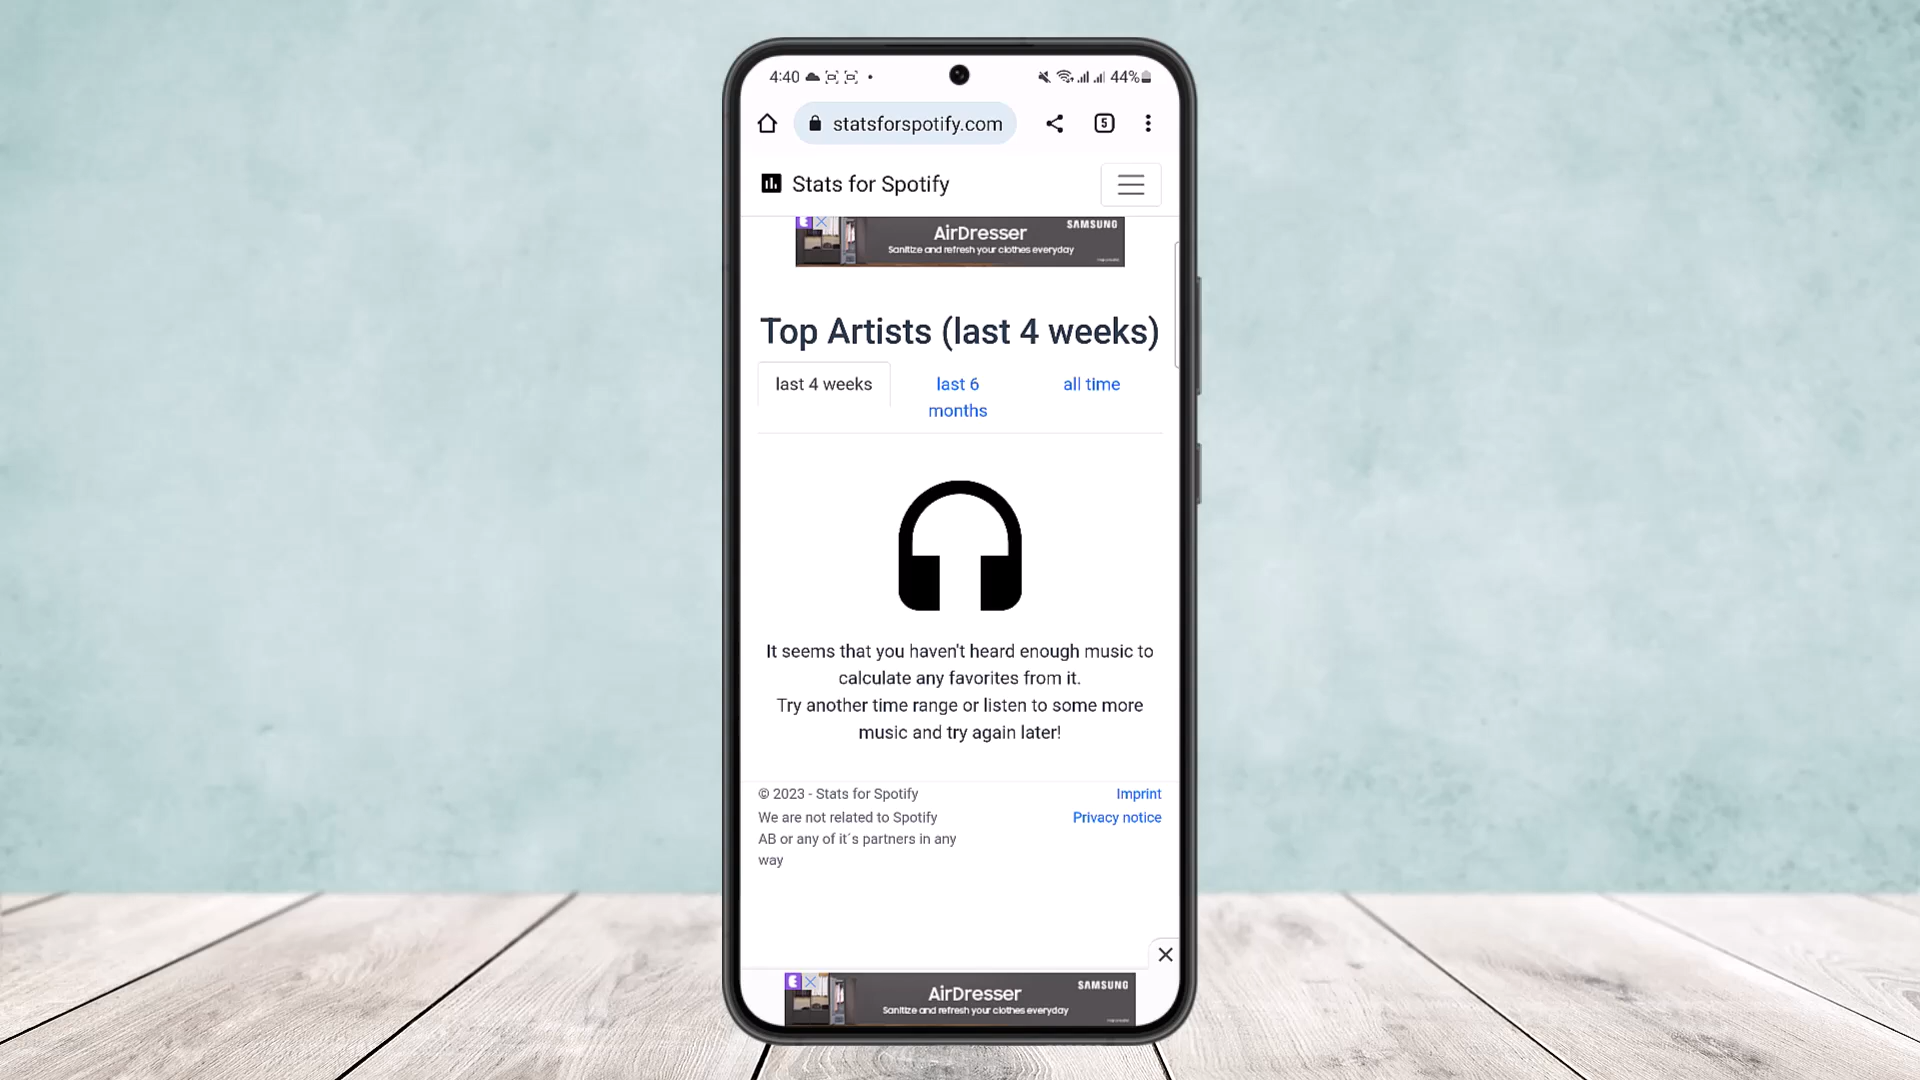 4:40
44%
statsforspotify.com
5
Stats for Spotify
SAMSUNG
AirDresser
Sanitize and refresh your clothes everyday
Top Artists (last 4 weeks)
last 4 weeks
last 6
months
all time
It seems that you haven't heard enough music to
calculate any favorites from it.
Try another time range or listen to some more
music and try again later!
© 2023 - Stats for Spotify
Imprint
We are not related to Spotify
Privacy notice
AB or any of it´s partners in any
way
SAMSUNG
AirDresser
Sanitize and refresh your clothes everyday